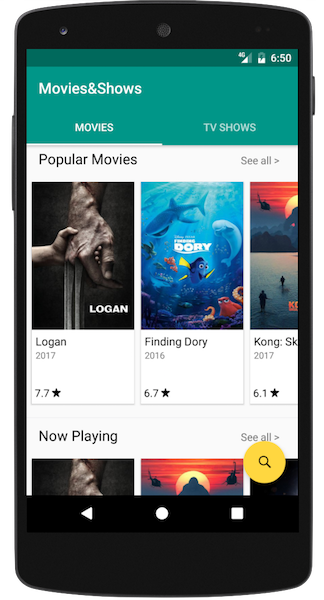 4G 6:50
Movies&Shows
MOVIES TV SHOWS
Popular Movies See all >
LOGAN
DISNEY PIXAR
FINDING
DORY
Logan Finding Dory Kong: Sk
2017 2016 2017
7.7 ★ 6.7 ★ 6.1 ★
Now Playing See all >